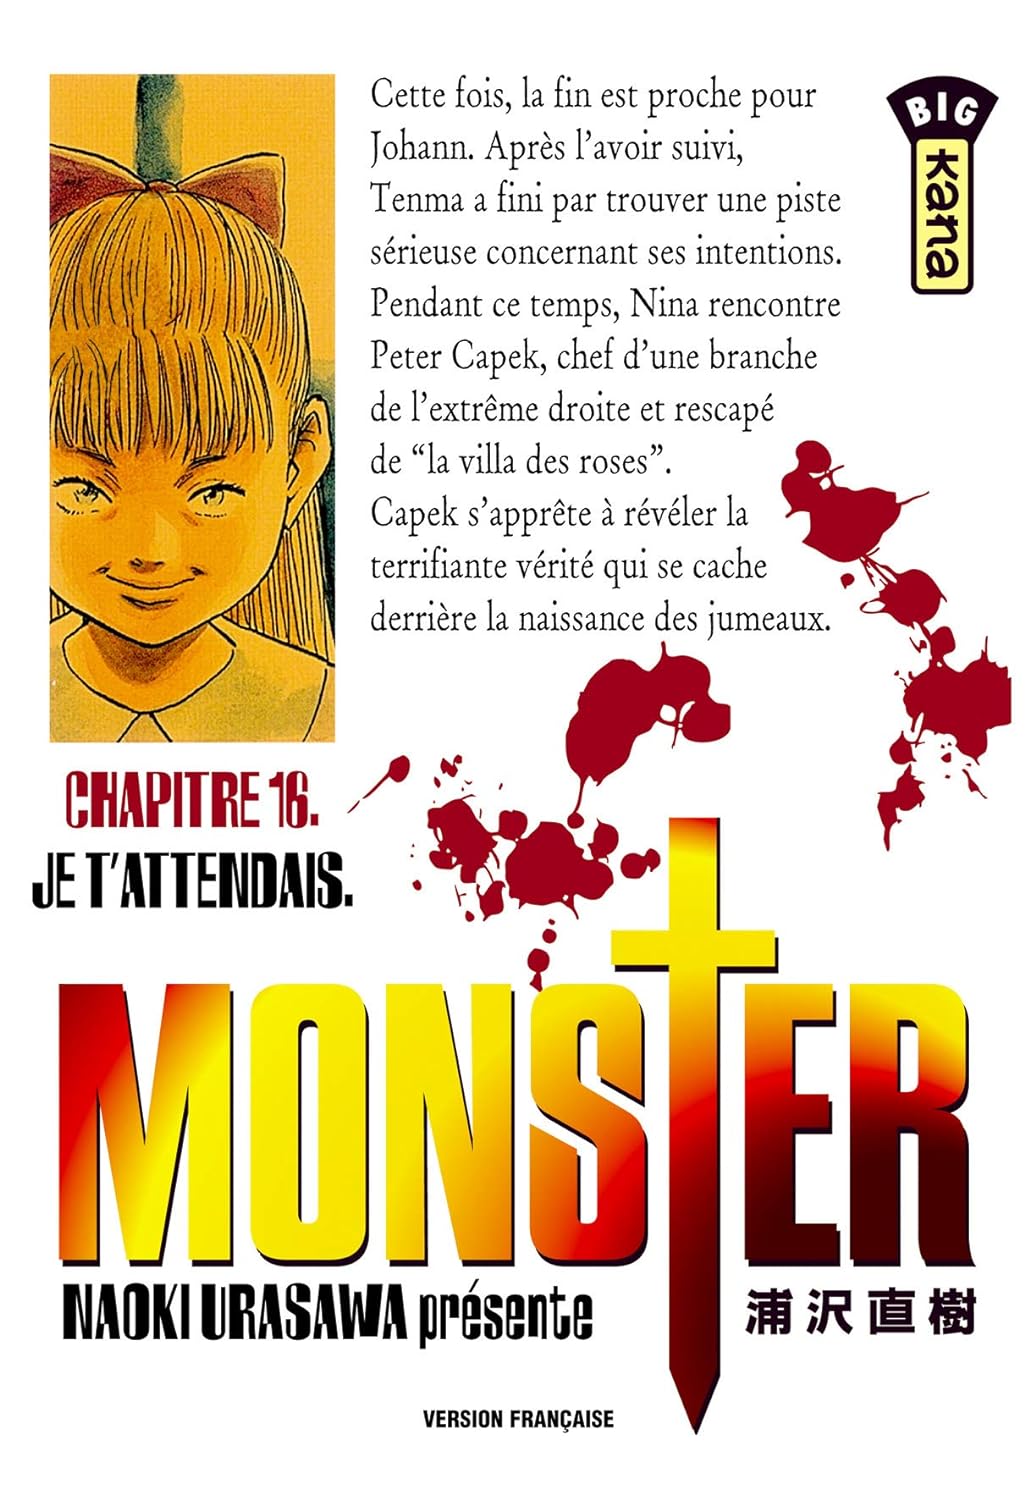 Cette fois, la fin est proche pour
Johann. Après l'avoir suivi,
Tenma a fini par trouver une piste
sérieuse concernant ses intentions.
Pendant ce temps, Nina rencontre
Peter Capek, chef d'une branche
de l'extrême droite et rescapé
de “la villa des roses”.
Capek s'apprête à révéler la
terrifiante vérité qui se cache
derrière la naissance des jumeaux.
BIG
kana
CHAPITRE 16.
JE T'ATTENDAIS.
MONSTER
NAOKI URASAWA présente
浦沢直樹
VERSION FRANÇAISE